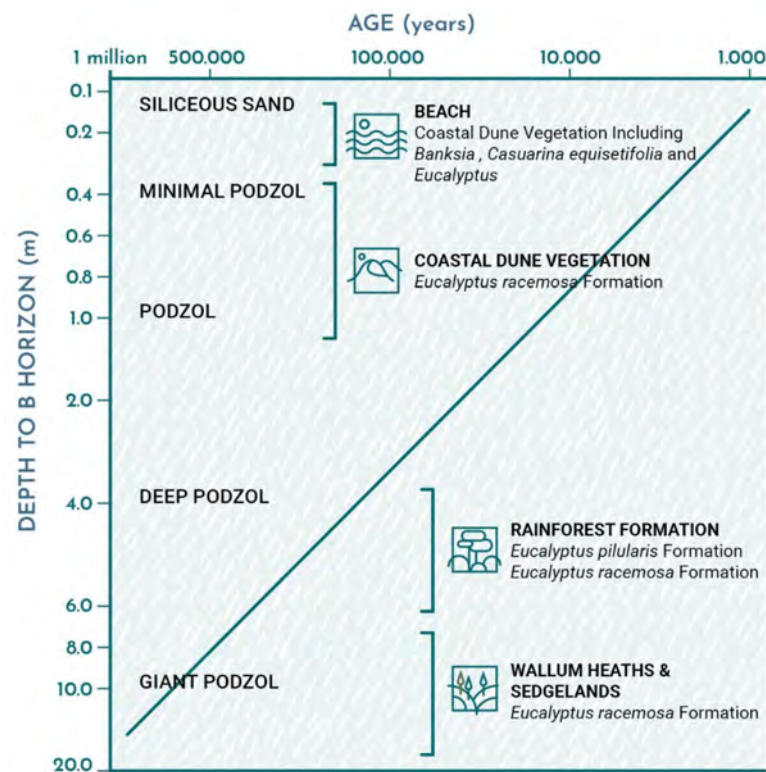 AGE (years)
1 million 500.000 100.000 10.000 1.000
DEPTH TO B HORIZON (m)
0.1
0.2
0.4
0.6
0.8
1.0
2.0
4.0
6.0
8.0
10.0
20.0
SILICEOUS SAND
MINIMAL PODZOL
PODZOL
DEEP PODZOL
GIANT PODZOL
BEACH
Coastal Dune Vegetation Including
Banksia , Casuarina equisetifolia and
Eucalyptus
COASTAL DUNE VEGETATION
Eucalyptus racemosa Formation
RAINFOREST FORMATION
Eucalyptus pilularis Formation
Eucalyptus racemosa Formation
WALLUM HEATHS &
SEDGELANDS
Eucalyptus racemosa Formation